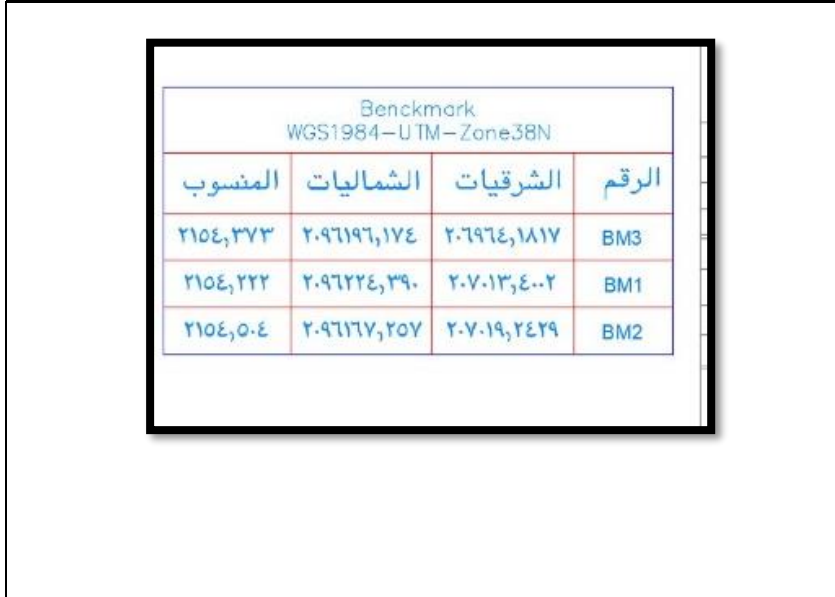 Benckmark
WGS1984-UTM-Zone38N
الرقم الشرقيات الشماليات المنسوب
BM3 ٢٠٦٩٦٤,١٨١٧ ٢٠٩٦١٩٦,١٧٤ ٢١٥٤,٣٧٣
BM1 ٢٠٧٠١٣,٤٠٠٢ ٢٠٩٦٢٢٤,٣٩٠ ٢١٥٤,٢٢٢
BM2 ٢٠٧٠١٩,٢٤٢٩ ٢٠٩٦١٦٧,٢٥٧ ٢١٥٤,٥٠٤